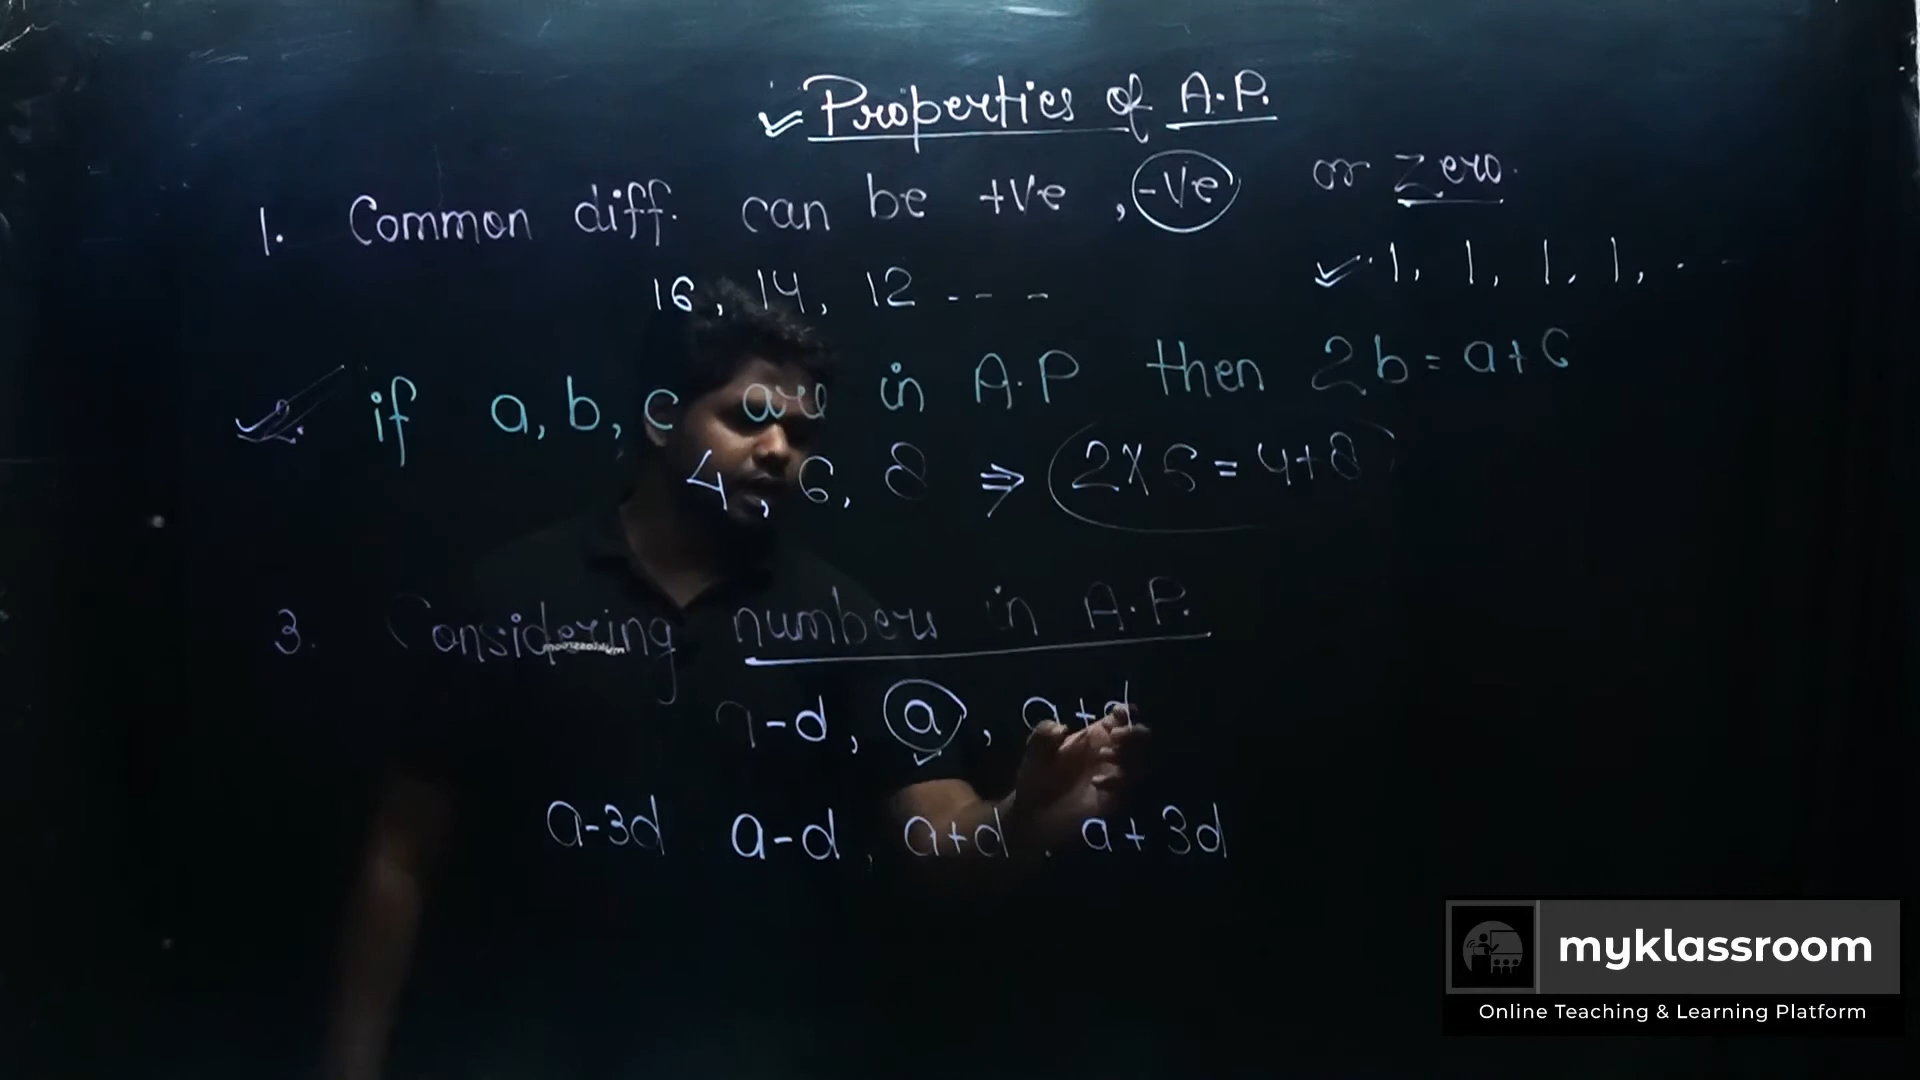 Properties of A.P.
1. Common diff. can be +ve, -ve or zero.
16, 14, 12 - - -
1, 1, 1, 1, . . -
2. if a, b, c are in A.P then 2b = a+c
4, 6, 8 ⇒ 2×6 = 4+8
3. Considering numbers in A.P.
a-d, a, a+d
a-3d, a-d, a+d, a+3d
myklassroom
Online Teaching & Learning Platform